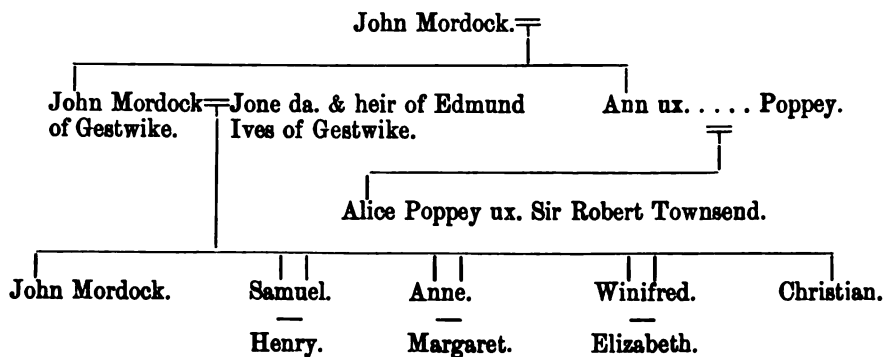 John Mordock.
John Mordock Jone da. & heir of Edmund Ann ux. . . . . . Poppey.
of Gestwike. Ives of Gestwike.
Alice Poppey ux. Sir Robert Townsend.
John Mordock. Samuel. Anne. Winifred. Christian.
Henry. Margaret. Elizabeth.